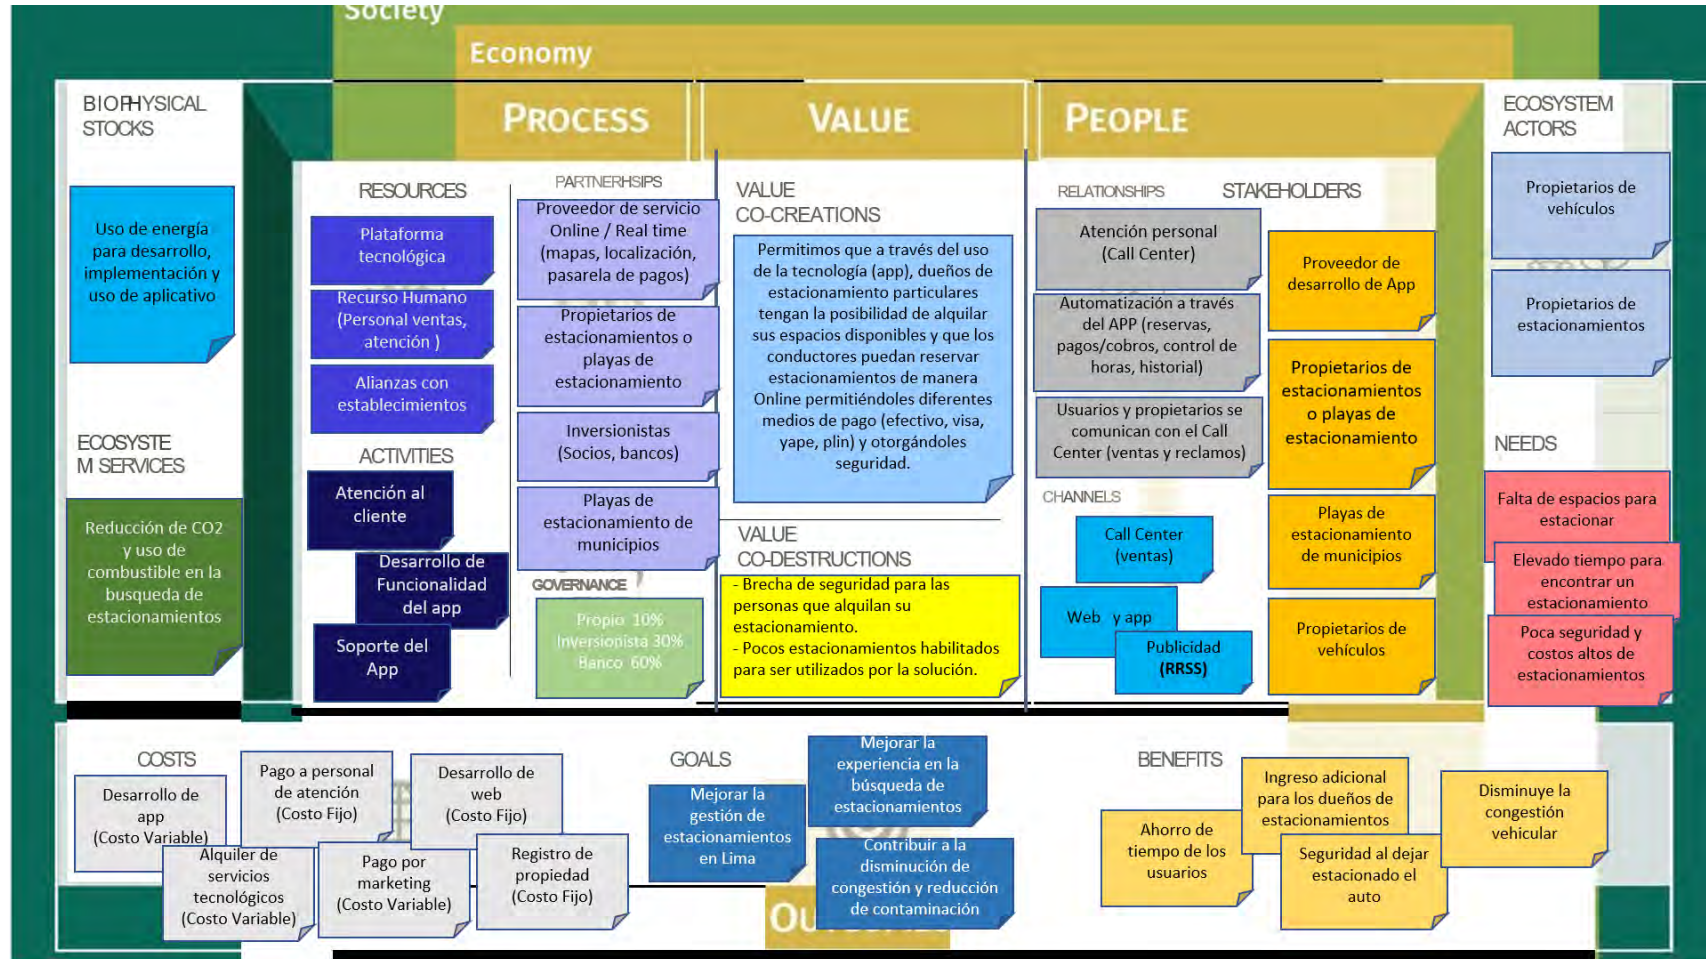 Society
Economy
BIOPHYSICAL
STOCKS
Uso de energía
para desarrollo,
implementación y
uso de aplicativo
ECOSYSTE
M SERVICES
Reducción de CO2
y uso de
combustible en la
busqueda de
estacionamientos
PROCESS
RESOURCES
Plataforma
tecnológica
Recurso Humano
(Personal ventas,
atención )
Alianzas con
establecimientos
ACTIVITIES
Atención al
cliente
Desarrollo de
Funcionalidad
del app
Soporte del
App
PARTNERHSIPS
Proveedor de servicio
Online / Real time
(mapas, localización,
pasarela de pagos)
Propietarios de
estacionamientos o
playas de
estacionamiento
Inversionistas
(Socios, bancos)
Playas de
estacionamiento de
municipios
GOVERNANCE
Propio 10%
Inversionista 30%
Banco 60%
VALUE
VALUE
CO-CREATIONS
Permitimos que a través del uso
de la tecnología (app), dueños de
estacionamiento particulares
tengan la posibilidad de alquilar
sus espacios disponibles y que los
conductores puedan reservar
estacionamientos de manera
Online permitiéndoles diferentes
medios de pago (efectivo, visa,
yape, plin) y otorgándoles
seguridad.
VALUE
CO-DESTRUCTIONS
- Brecha de seguridad para las
personas que alquilan su
estacionamiento.
- Pocos estacionamientos habilitados
para ser utilizados por la solución.
PEOPLE
RELATIONSHIPS
Atención personal
(Call Center)
Automatización a través
del APP (reservas,
pagos/cobros, control de
horas, historial)
Usuarios y propietarios se
comunican con el Call
Center (ventas y reclamos)
CHANNELS
Call Center
(ventas)
Web y app
Publicidad
(RRSS)
STAKEHOLDERS
Proveedor de
desarrollo de App
Propietarios de
estacionamientos
o playas de
estacionamiento
Playas de
estacionamiento
de municipios
Propietarios de
vehículos
ECOSYSTEM
ACTORS
Propietarios de
vehículos
Propietarios de
estacionamientos
NEEDS
Falta de espacios para
estacionar
Elevado tiempo para
encontrar un
estacionamiento
Poca seguridad y
costos altos de
estacionamientos
COSTS
Desarrollo de
app
(Costo Variable)
Pago a personal
de atención
(Costo Fijo)
Desarrollo de
web
(Costo Fijo)
Alquiler de
servicios
tecnológicos
(Costo Variable)
Pago por
marketing
(Costo Variable)
Registro de
propiedad
(Costo Fijo)
GOALS
Mejorar la
gestión de
estacionamientos
en Lima
Mejorar la
experiencia en la
búsqueda de
estacionamientos
Contribuir a la
disminución de
congestión y reducción
de contaminación
BENEFITS
Ahorro de
tiempo de los
usuarios
Ingreso adicional
para los dueños de
estacionamientos
Seguridad al dejar
estacionado el
auto
Disminuye la
congestión
vehicular